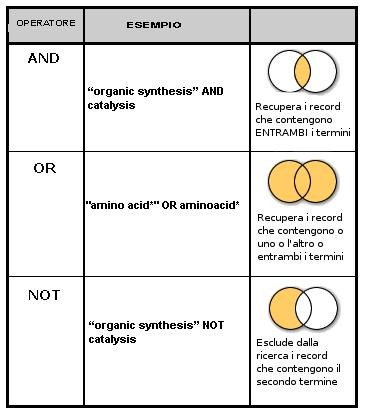 OPERATORE
ESEMPIO
AND
“organic synthesis” AND
catalysis
Recupera i record
che contengono
ENTRAMBI i termini
OR
"amino acid*" OR aminoacid*
Recupera i record
che contengono o
uno o l'altro o
entrambi i termini
NOT
“organic synthesis” NOT
catalysis
Esclude dalla
ricerca i record
che contengono il
secondo termine